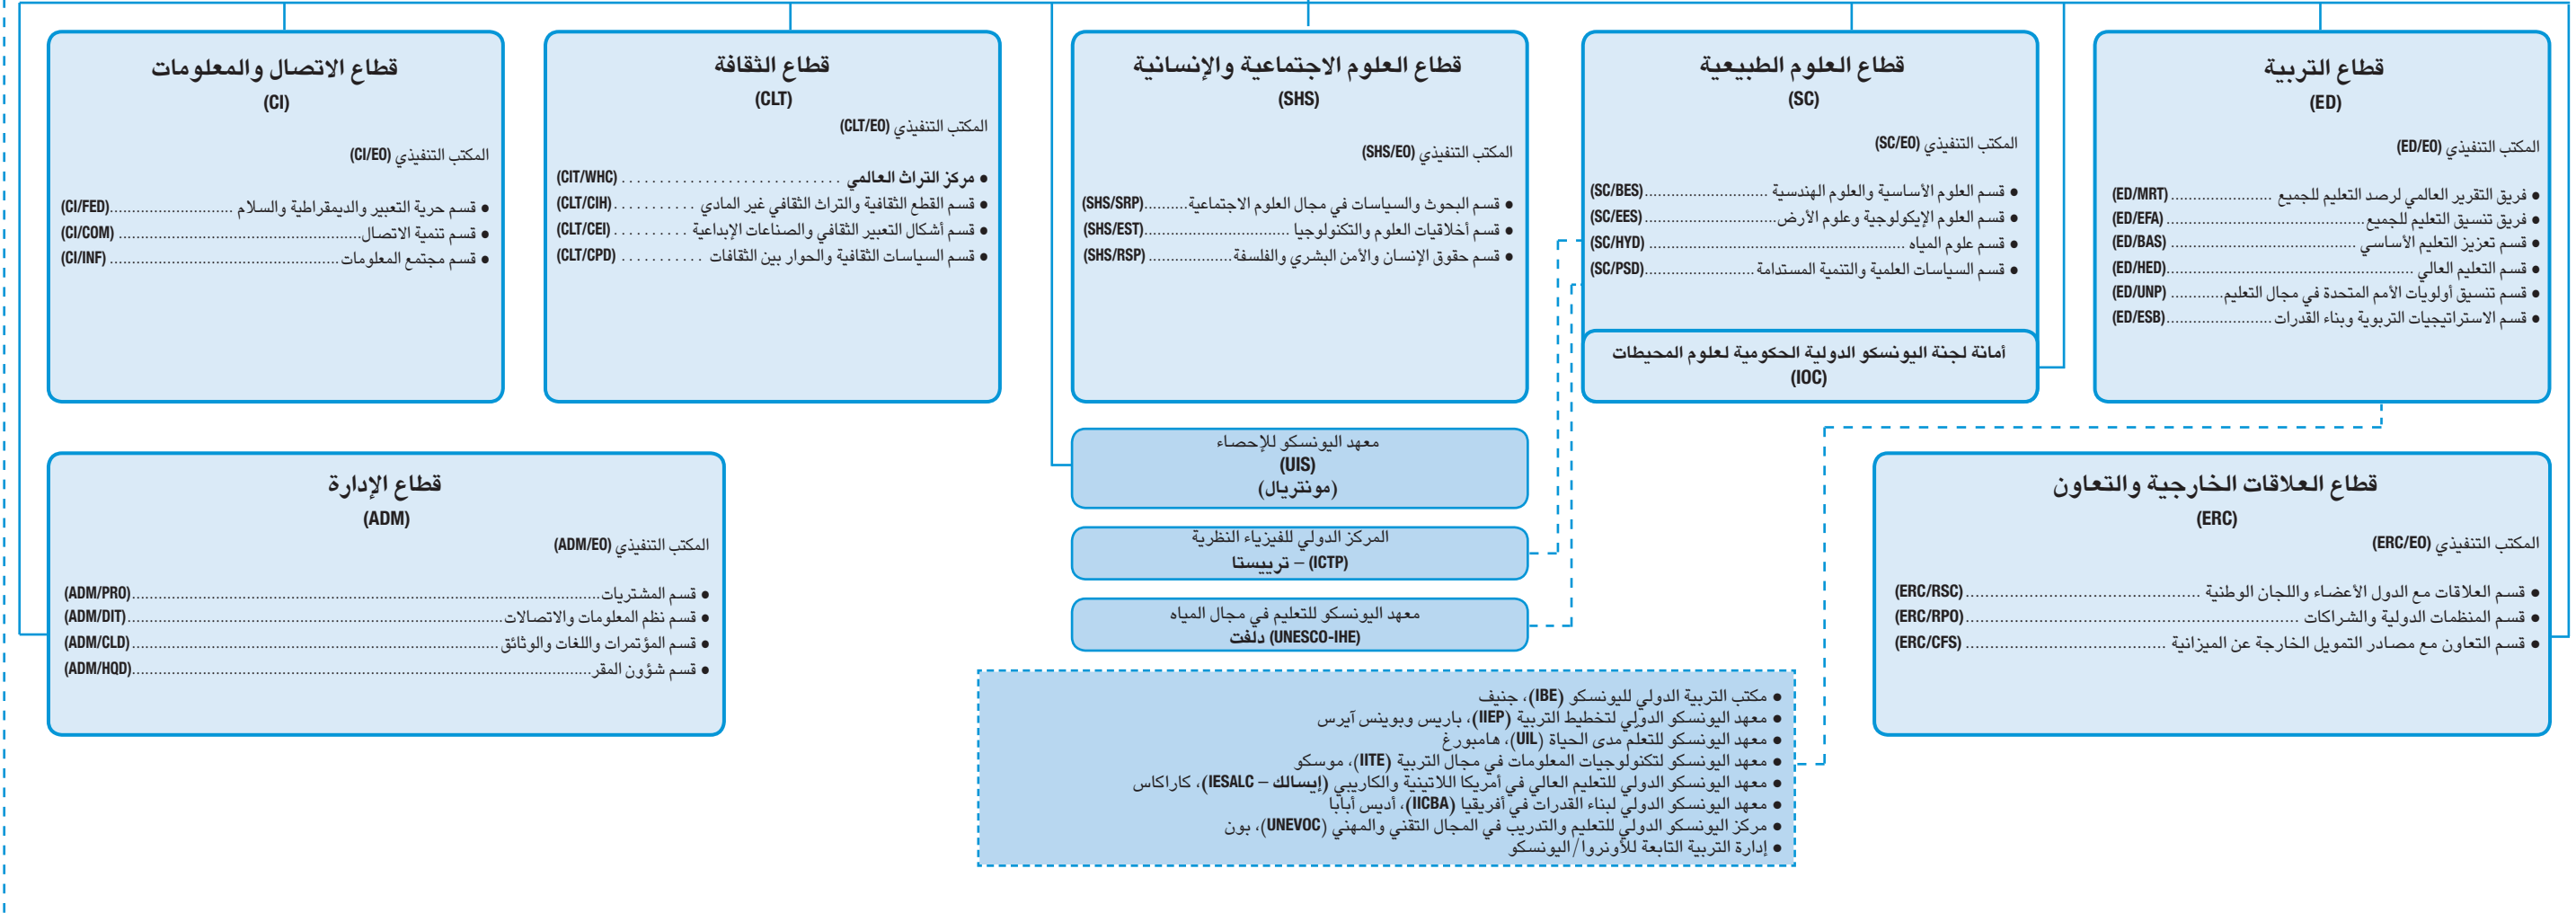 قطاع التربية
(ED)
المكتب التنفيذي (ED/EO)
● فريق التقرير العالمي لرصد التعليم للجميع ...................... (ED/MRT)
● فريق تنسيق التعليم للجميع .................................... (ED/EFA)
● قسم تعزيز التعليم الأساسي .................................. (ED/BAS)
● قسم التعليم العالي ..................................................... (ED/HED)
● قسم تنسيق أولويات الأمم المتحدة في مجال التعليم ............ (ED/UNP)
● قسم الاستراتيجيات التربوية وبناء القدرات ....................... (ED/ESB)
قطاع العلوم الطبيعية
(SC)
المكتب التنفيذي (SC/EO)
● قسم العلوم الأساسية والعلوم الهندسية ........................... (SC/BES)
● قسم العلوم الإيكولوجية وعلوم الأرض ............................. (SC/EES)
● قسم علوم المياه ........................................................ (SC/HYD)
● قسم السياسات العلمية والتنمية المستدامة ........................ (SC/PSD)
أمانة لجنة اليونسكو الدولية الحكومية لعلوم المحيطات
(IOC)
قطاع العلوم الاجتماعية والإنسانية
(SHS)
المكتب التنفيذي (SHS/EO)
● قسم البحوث والسياسات في مجال العلوم الاجتماعية .......... (SHS/SRP)
● قسم أخلاقيات العلوم والتكنولوجيا ................................ (SHS/EST)
● قسم حقوق الإنسان والأمن البشري والفلسفة ................... (SHS/RSP)
قطاع الثقافة
(CLT)
المكتب التنفيذي (CLT/EO)
● مركز التراث العالمي ............................ (CIT/WHC)
● قسم القطع الثقافية والتراث الثقافي غير المادي ........... (CLT/CIH)
● قسم أشكال التعبير الثقافي والصناعات الإبداعية .......... (CLT/CEI)
● قسم السياسات الثقافية والحوار بين الثقافات ........... (CLT/CPD)
قطاع الاتصال والمعلومات
(CI)
المكتب التنفيذي (CI/EO)
● قسم حرية التعبير والديمقراطية والسلام ........................... (CI/FED)
● قسم تنمية الاتصال ..................................................... (CI/COM)
● قسم مجتمع المعلومات .................................................. (CI/INF)
معهد اليونسكو للإحصاء
(UIS)
(مونتريال)
المركز الدولي للفيزياء النظرية
(ICTP) – ترييستا
معهد اليونسكو للتعليم في مجال المياه
(UNESCO-IHE) دلفت
قطاع العلاقات الخارجية والتعاون
(ERC)
المكتب التنفيذي (ERC/EO)
● قسم العلاقات مع الدول الأعضاء واللجان الوطنية .................................................. (ERC/RSC)
● قسم المنظمات الدولية والشراكات ....................................................................... (ERC/RPO)
● قسم التعاون مع مصادر التمويل الخارجة عن الميزانية ........................................... (ERC/CFS)
قطاع الإدارة
(ADM)
المكتب التنفيذي (ADM/EO)
● قسم المشتريات .................................................................................................... (ADM/PRO)
● قسم نظم المعلومات والاتصالات ................................................................................ (ADM/DIT)
● قسم المؤتمرات واللغات والوثائق ................................................................................ (ADM/CLD)
● قسم شؤون المقر .................................................................................................. (ADM/HQD)
● مكتب التربية الدولي لليونسكو (IBE)، جنيف
● معهد اليونسكو الدولي لتخطيط التربية (IIEP)، باريس وبوينس آيرس
● معهد اليونسكو للتعلم مدى الحياة (UIL)، هامبورغ
● معهد اليونسكو لتكنولوجيات المعلومات في مجال التربية (IITE)، موسكو
● معهد اليونسكو الدولي للتعليم العالي في أمريكا اللاتينية والكاريبي (إيسالك – IESALC)، كاراكاس
● معهد اليونسكو الدولي لبناء القدرات في أفريقيا (IICBA)، أديس أبابا
● مركز اليونسكو الدولي للتعليم والتدريب في المجال التقني والمهني (UNEVOC)، بون
● إدارة التربية التابعة للأونروا/اليونسكو